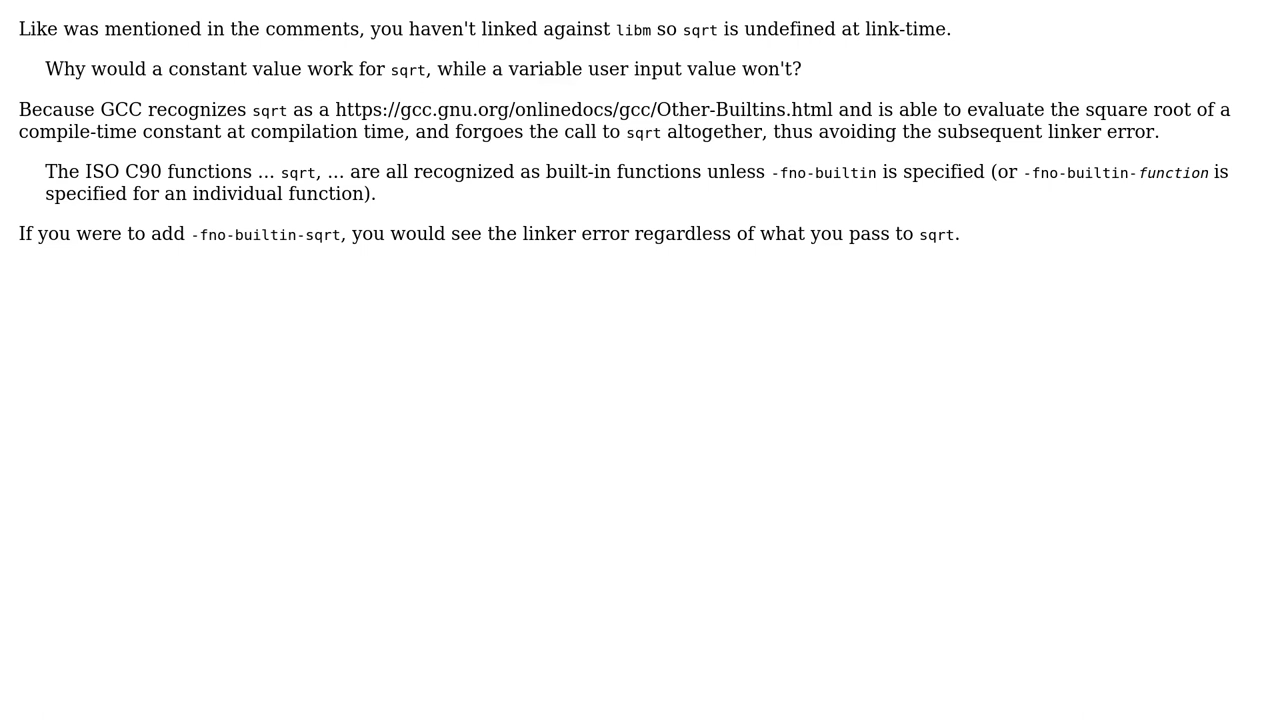 Like was mentioned in the comments, you haven't linked against libm so sqrt is undefined at link-time.
Why would a constant value work for sqrt, while a variable user input value won't?
Because GCC recognizes sqrt as a https://gcc.gnu.org/onlinedocs/gcc/Other-Builtins.html and is able to evaluate the square root of a
compile-time constant at compilation time, and forgoes the call to sqrt altogether, thus avoiding the subsequent linker error.
The ISO C90 functions ... sqrt, ... are all recognized as built-in functions unless -fno-builtin is specified (or -fno-builtin-function is
specified for an individual function).
If you were to add -fno-builtin-sqrt, you would see the linker error regardless of what you pass to sqrt.